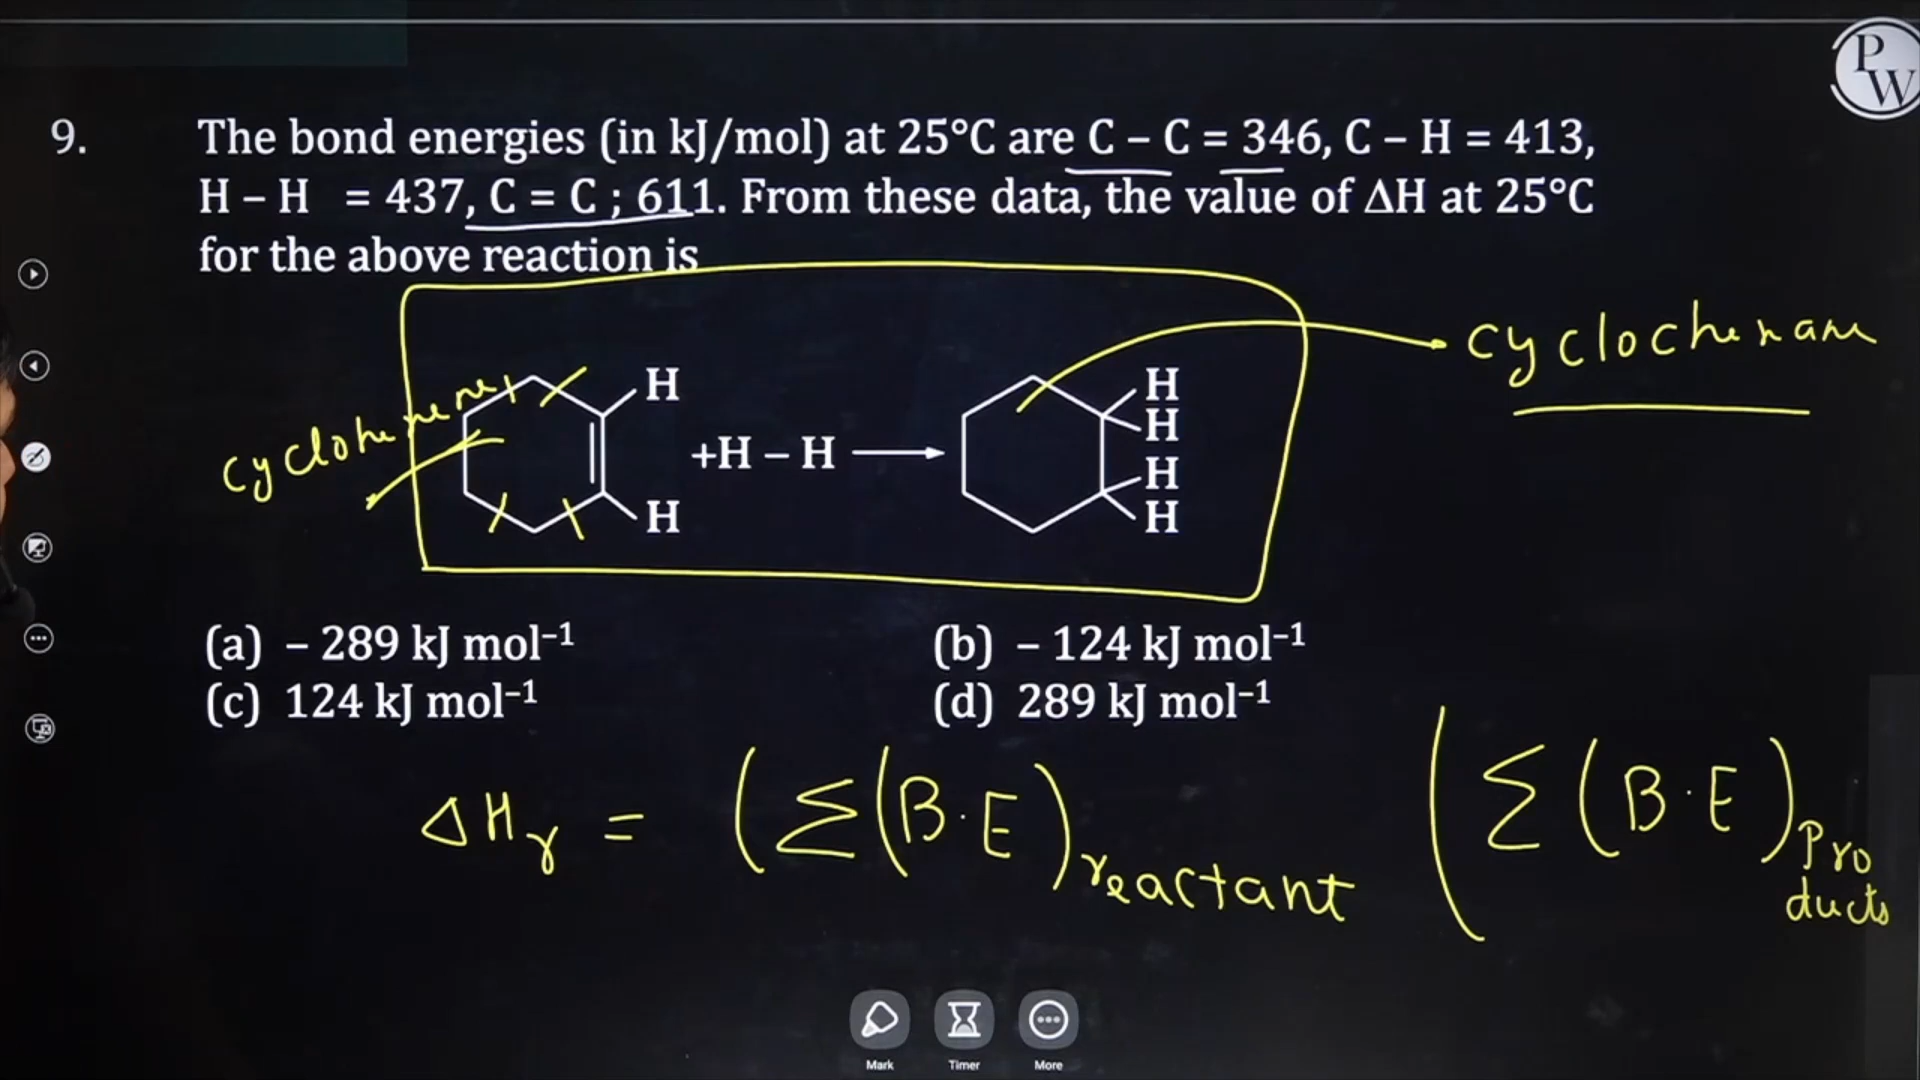 P
W
9. The bond energies (in kJ/mol) at 25°C are C – C = 346, C – H = 413,
H – H = 437, C = C ; 611. From these data, the value of ΔH at 25°C
for the above reaction is
cyclohexene
H
H
+H – H
H
H
H
H
cyclochexane
(a) – 289 kJ mol⁻¹ (b) – 124 kJ mol⁻¹
(c) 124 kJ mol⁻¹ (d) 289 kJ mol⁻¹
ΔHr = (Σ(B.E)reactant (Σ(B.E)Pro
ducts
Mark Timer More